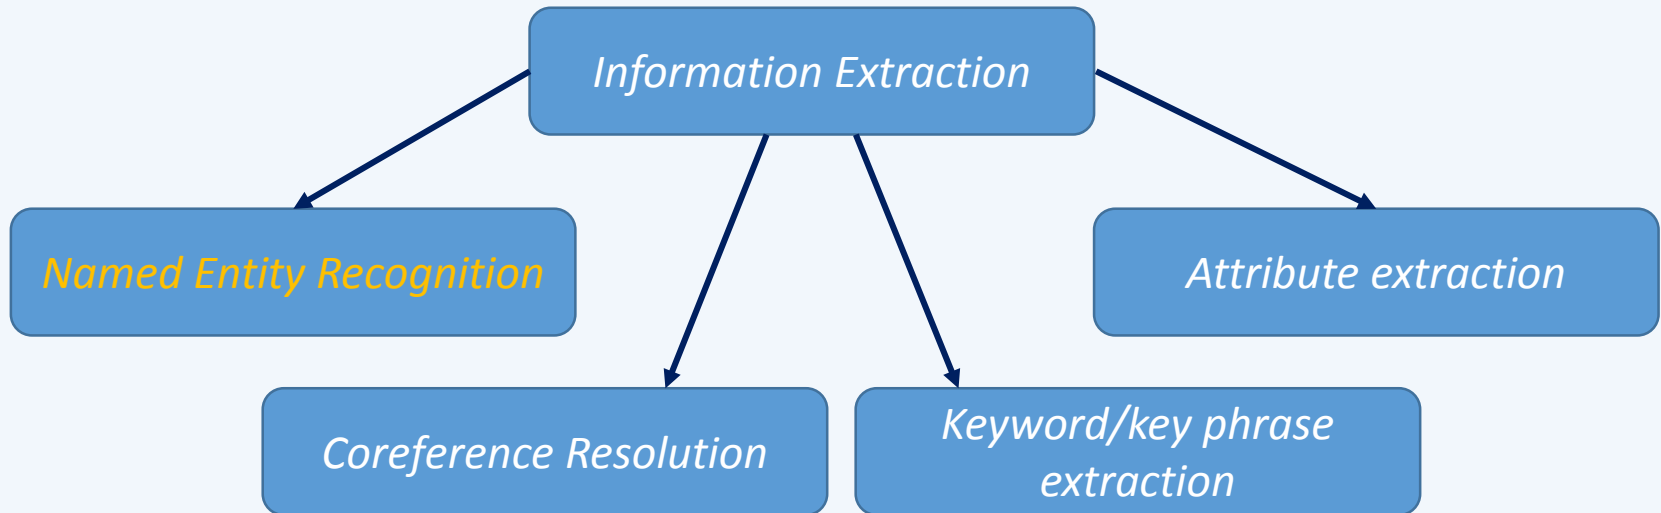 Information Extraction
Named Entity Recognition
Attribute extraction
Coreference Resolution
Keyword/key phrase
extraction